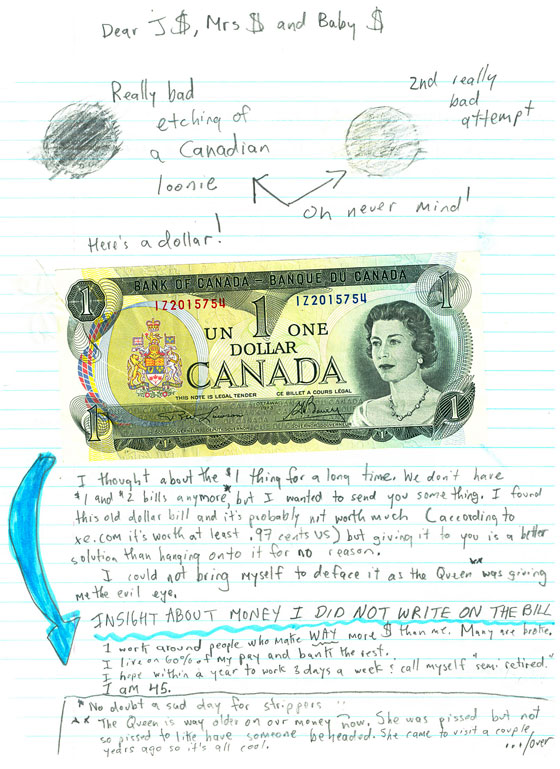 Dear J$, Mrs $ and Baby $
Really bad
etching of
a Canadian
loonie
2nd really
bad
attempt
Oh never mind!
Here's a dollar!
BANK OF CANADA – BANQUE DU CANADA
1 1
IZ2015754 IZ2015754
UN 1 ONE
DOLLAR
CANADA
THIS NOTE IS LEGAL TENDER CE BILLET A COURS LÉGAL
1 1
I thought about the $1 thing for a long time. We don't have
$1 and $2 bills anymore*, but I wanted to send you something. I found
this old dollar bill and it's probably not worth much (according to
xe.com it's worth at least .97 cents US) but giving it to you is a better
solution than hanging onto it for no reason.
I could not bring myself to deface it as the Queen** was giving
me the evil eye.
INSIGHT ABOUT MONEY I DID NOT WRITE ON THE BILL
I work around people who make WAY more $ than me. Many are broke.
I live on 60% of my pay and bank the rest.
I hope within a year to work 3 days a week & call myself "semi retired."
I am 45.
* No doubt a sad day for strippers...
** The Queen is way older on our money now. She was pissed but not
so pissed to like have someone beheaded. She came to visit a couple
years ago so it's all cool.
.../over